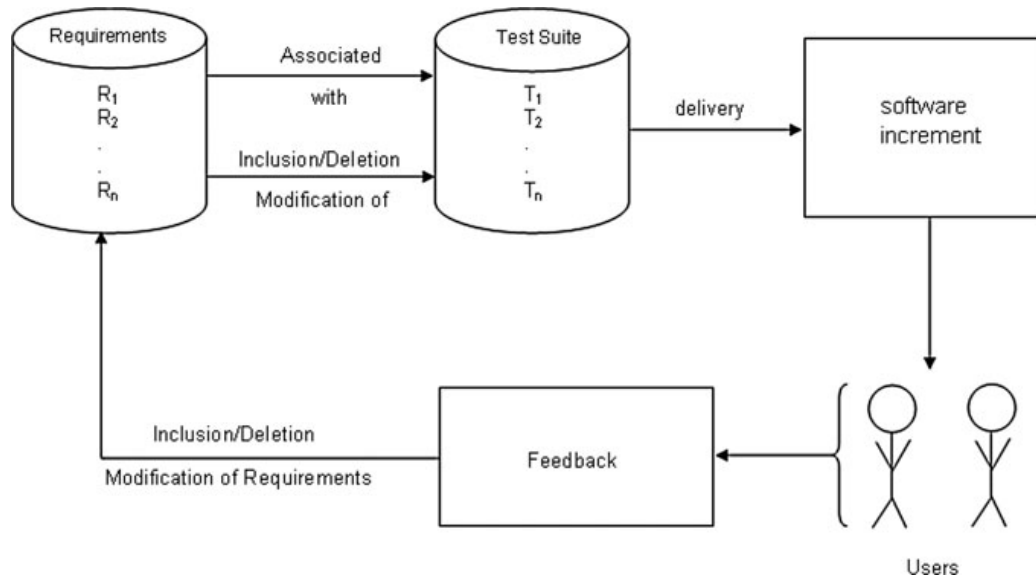 Requirements
R₁
R₂
.
.
Rₙ
Associated
with
Inclusion/Deletion
Modification of
Test Suite
T₁
T₂
.
.
Tₙ
delivery
software
increment
Inclusion/Deletion
Modification of Requirements
Feedback
Users